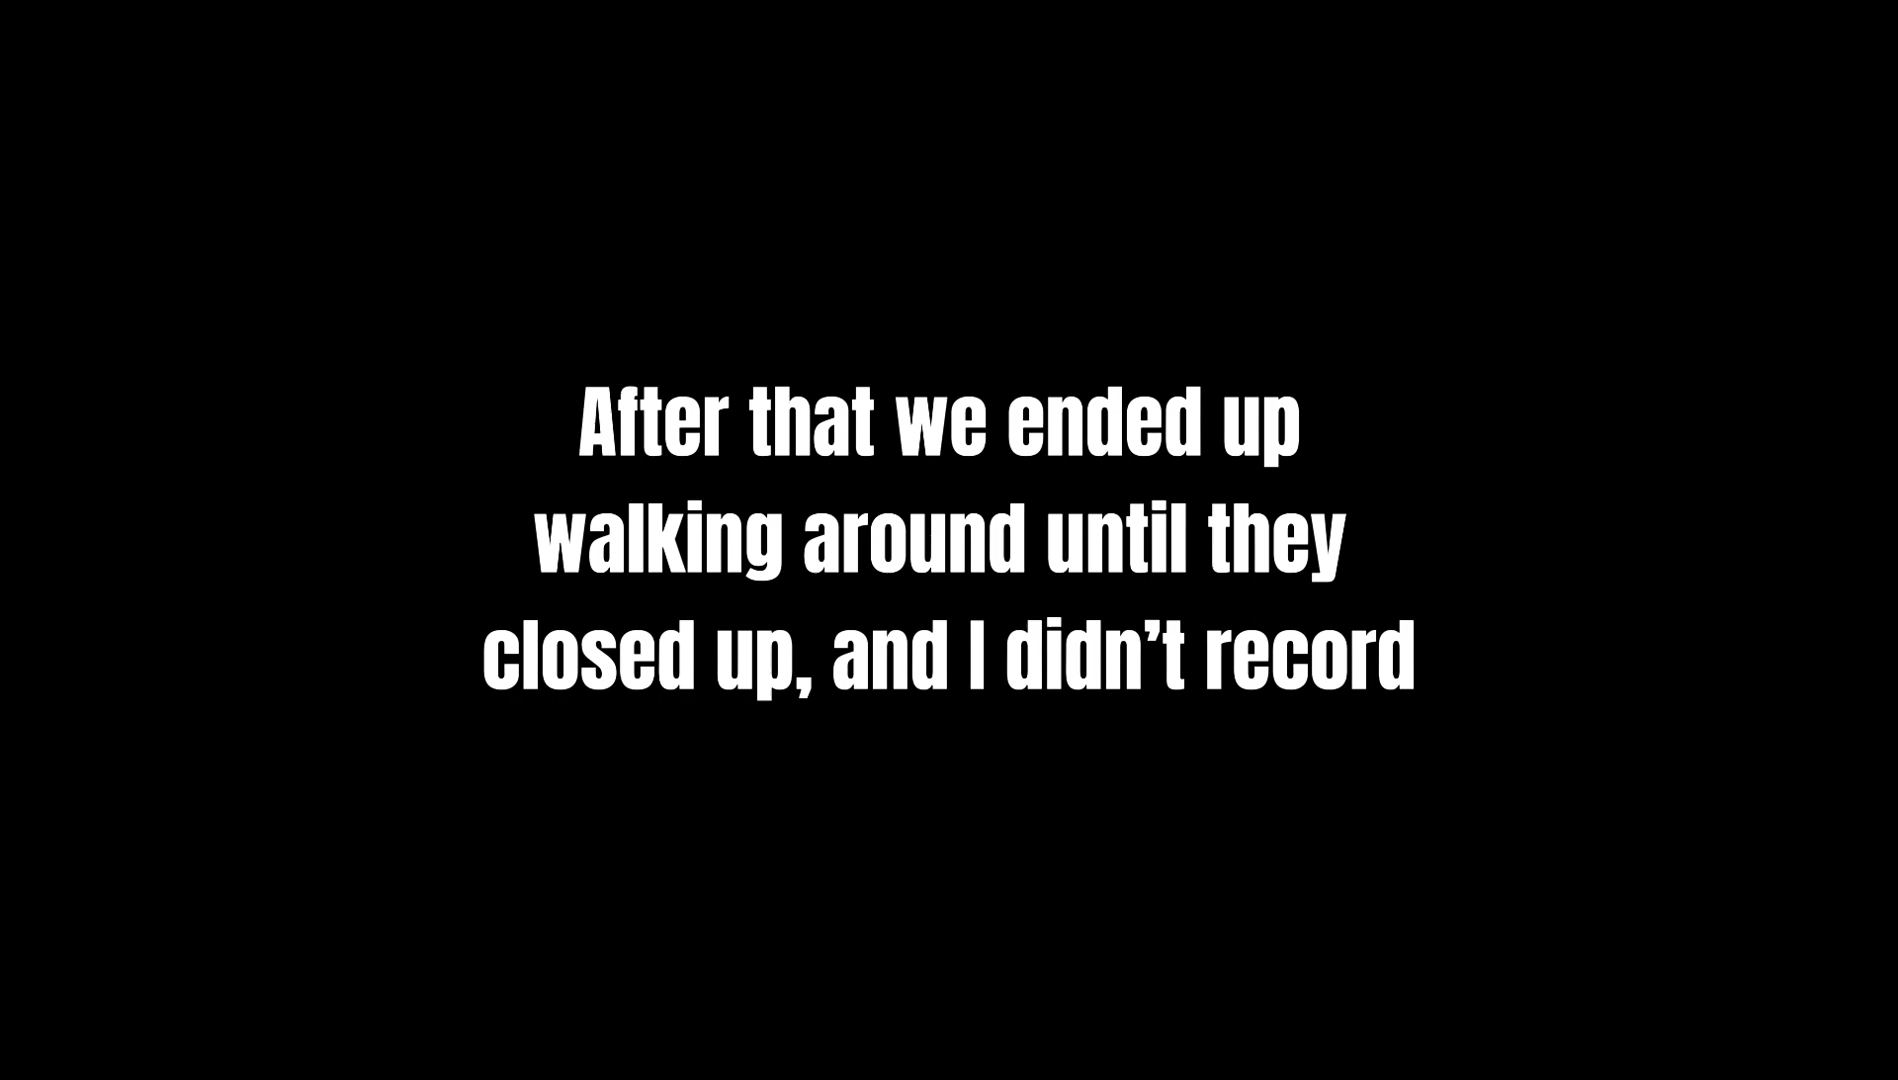 After that we ended up
walking around until they
closed up, and I didn’t record